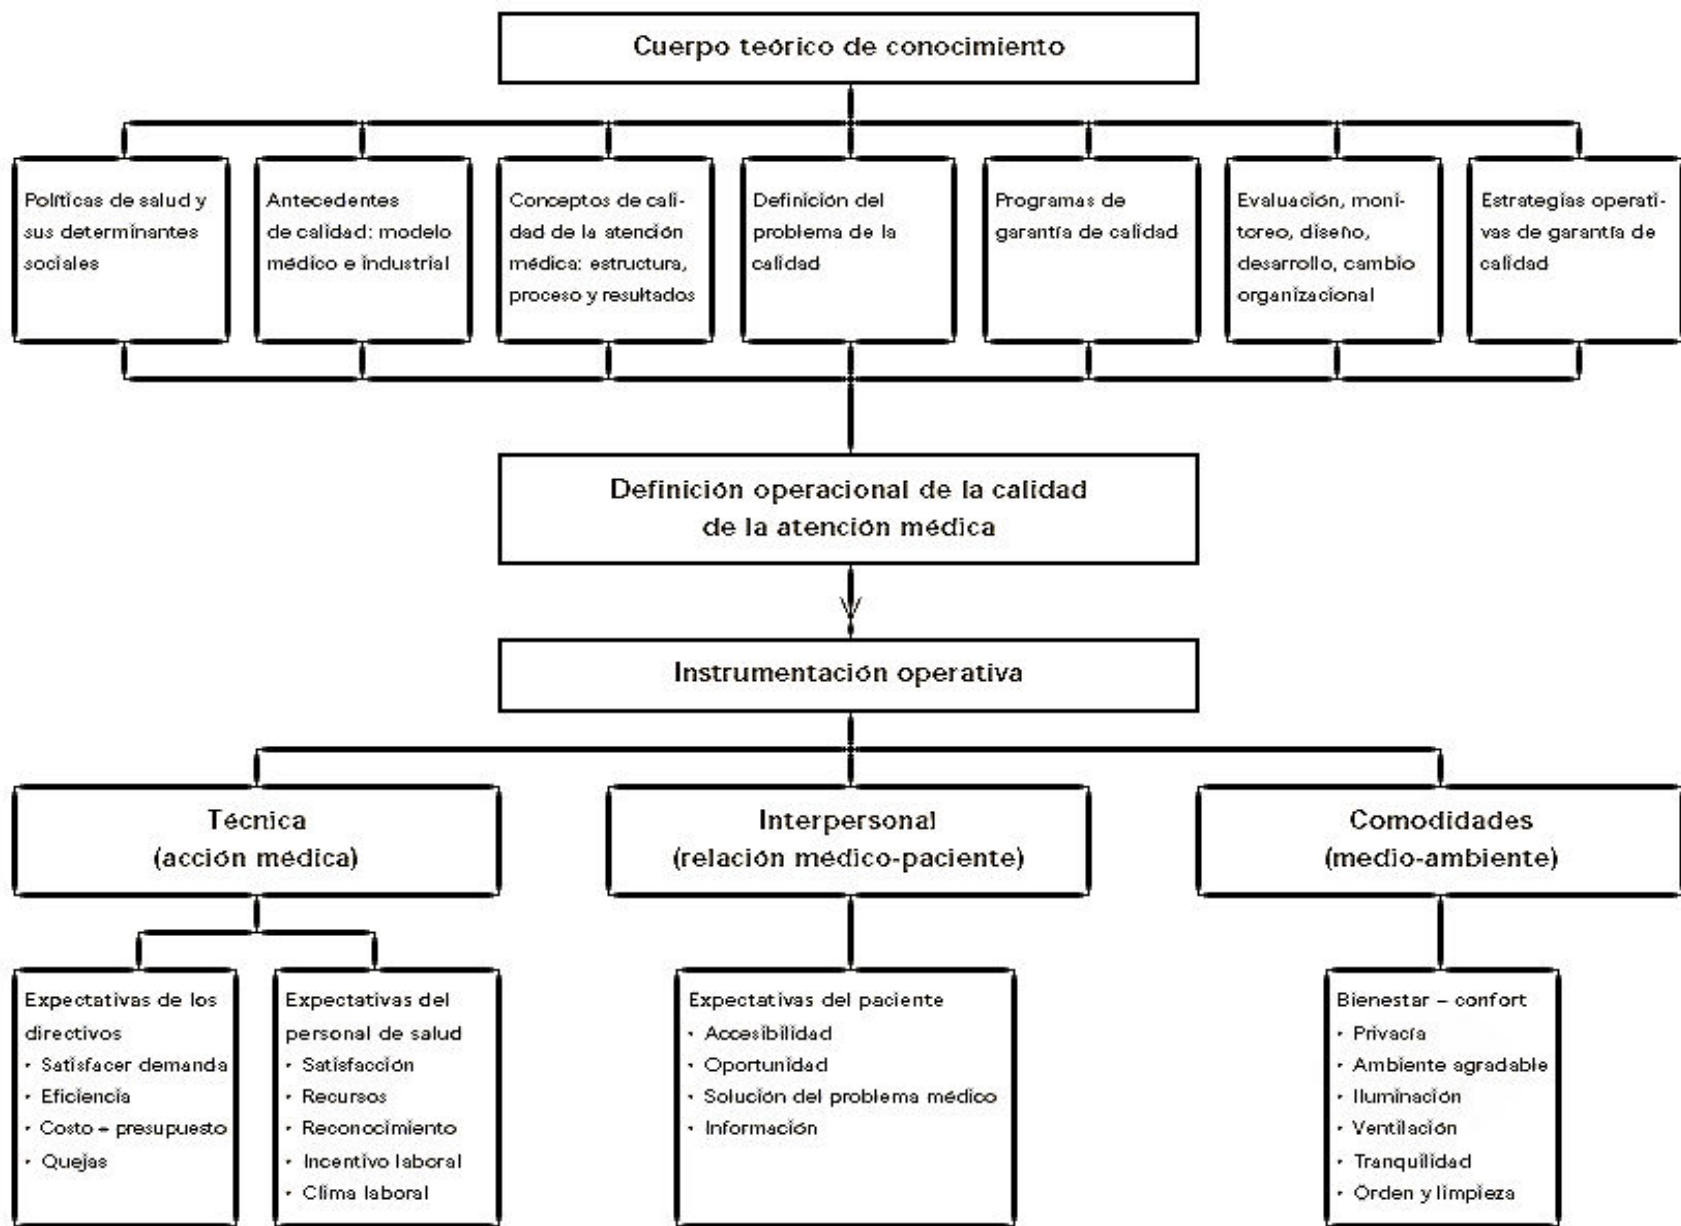 Cuerpo teórico de conocimiento
Políticas de salud y
sus determinantes
sociales
Antecedentes
de calidad: modelo
médico e industrial
Conceptos de cali-
dad de la atención
médica: estructura,
proceso y resultados
Definición del
problema de la
calidad
Programas de
garantía de calidad
Evaluación, moni-
toreo, diseño,
desarrollo, cambio
organizacional
Estrategias operati-
vas de garantía de
calidad
Definición operacional de la calidad
de la atención médica
Instrumentación operativa
Técnica
(acción médica)
Interpersonal
(relación médico-paciente)
Comodidades
(medio-ambiente)
Expectativas de los
directivos
• Satisfacer demanda
• Eficiencia
• Costo + presupuesto
• Quejas
Expectativas del
personal de salud
• Satisfacción
• Recursos
• Reconocimiento
• Incentivo laboral
• Clima laboral
Expectativas del paciente
• Accesibilidad
• Oportunidad
• Solución del problema médico
• Información
Bienestar – confort
• Privacía
• Ambiente agradable
• Iluminación
• Ventilación
• Tranquilidad
• Orden y limpieza